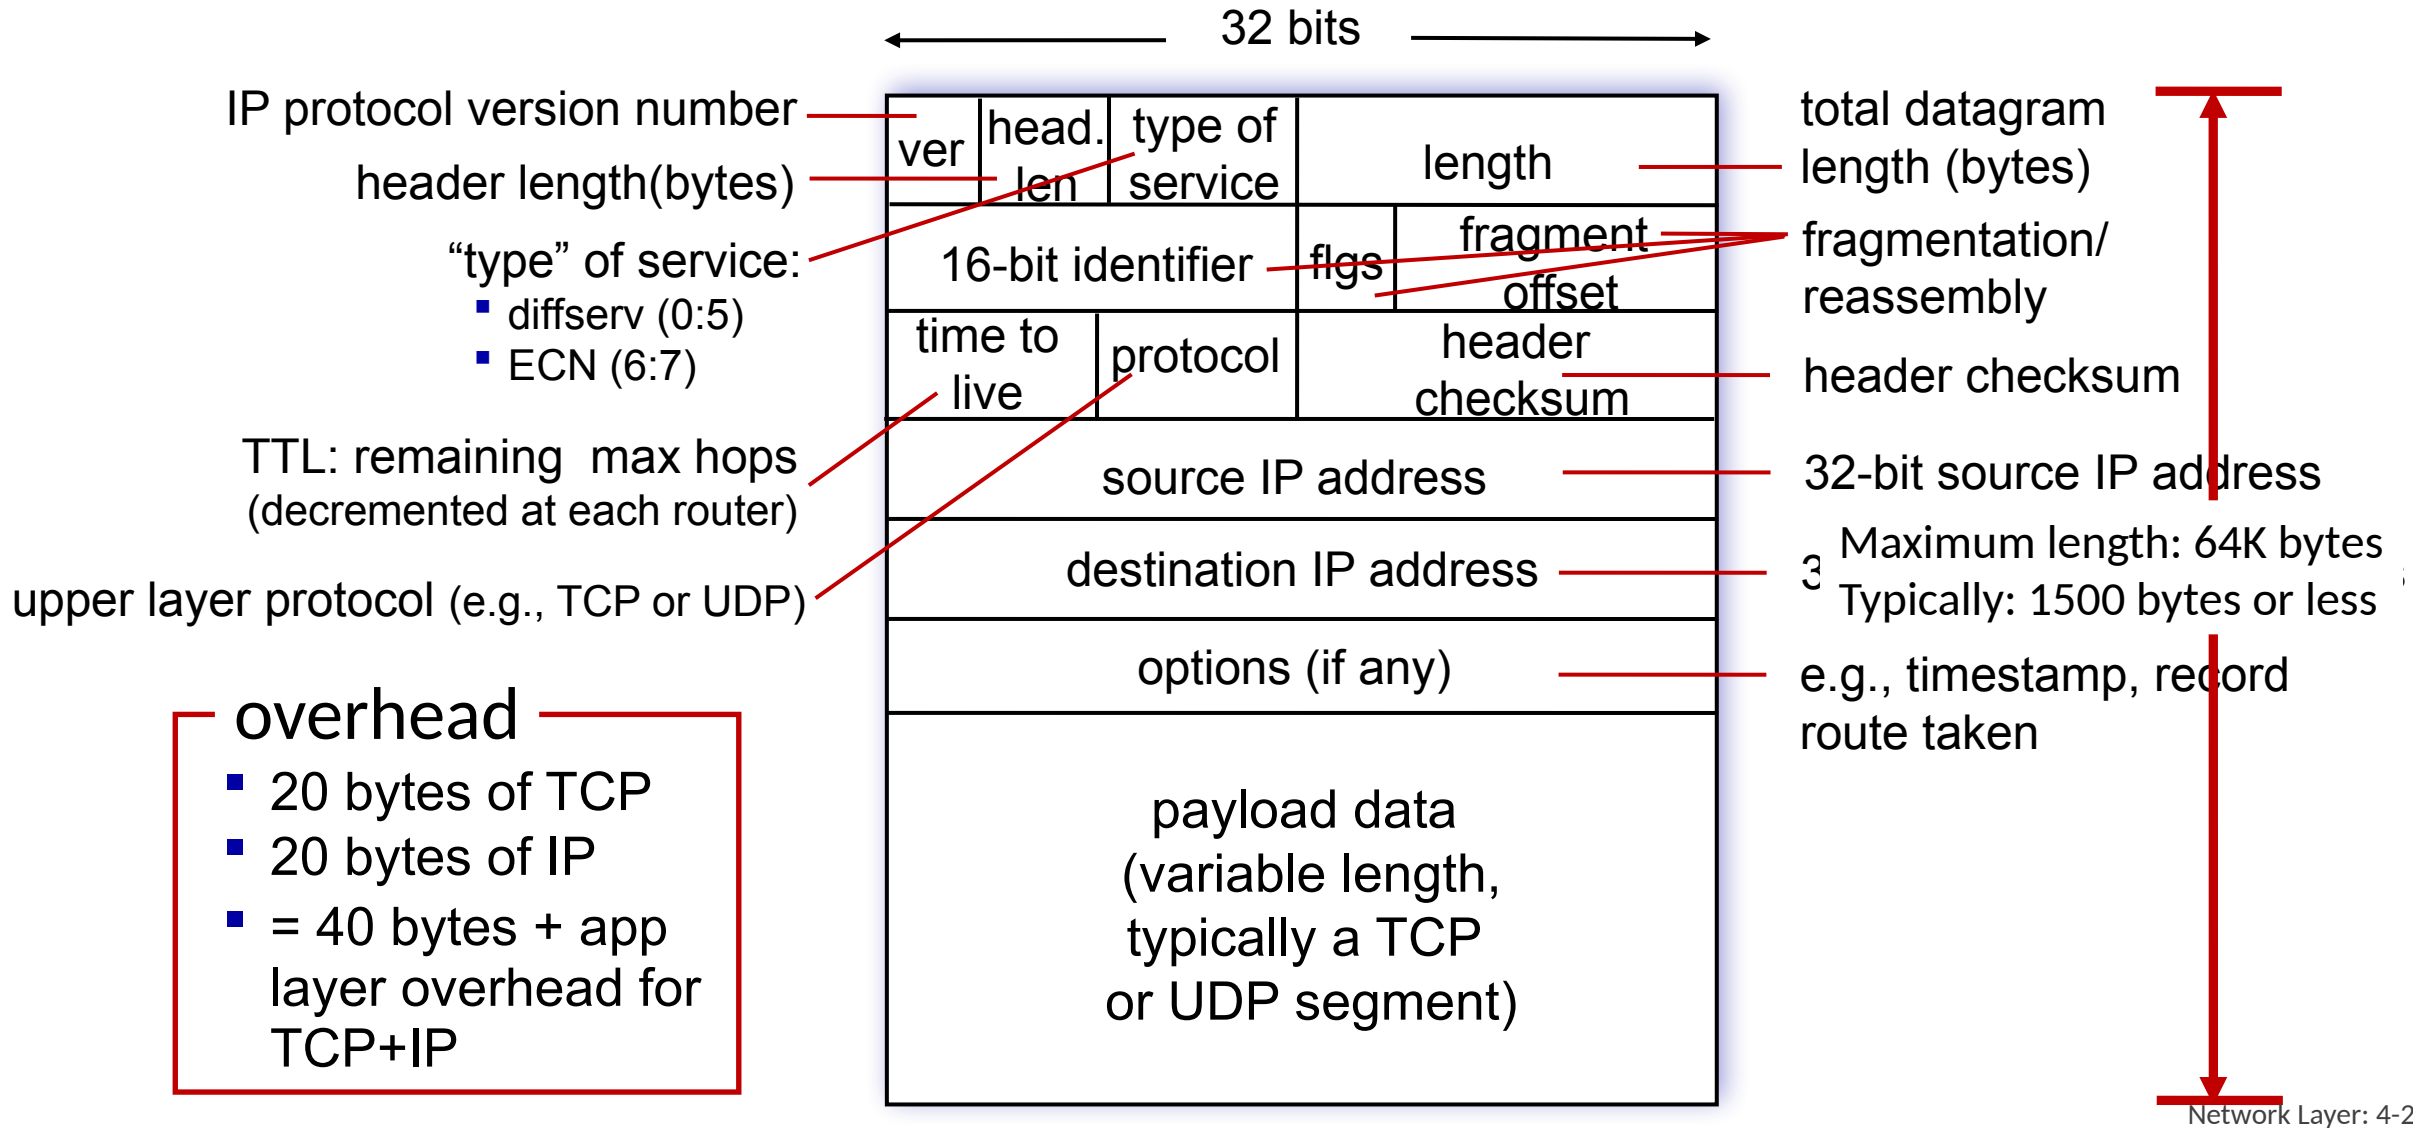 32 bits
IP protocol version number
header length(bytes)
“type” of service:
diffserv (0:5)
ECN (6:7)
TTL: remaining max hops
(decremented at each router)
upper layer protocol (e.g., TCP or UDP)
overhead
20 bytes of TCP
20 bytes of IP
= 40 bytes + app
layer overhead for
TCP+IP
ver
head.
len
type of
service
length
16-bit identifier
flgs
fragment
offset
time to
live
protocol
header
checksum
source IP address
destination IP address
options (if any)
payload data
(variable length,
typically a TCP
or UDP segment)
total datagram
length (bytes)
fragmentation/
reassembly
header checksum
32-bit source IP address
Maximum length: 64K bytes
Typically: 1500 bytes or less
e.g., timestamp, record
route taken
Network Layer: 4-2